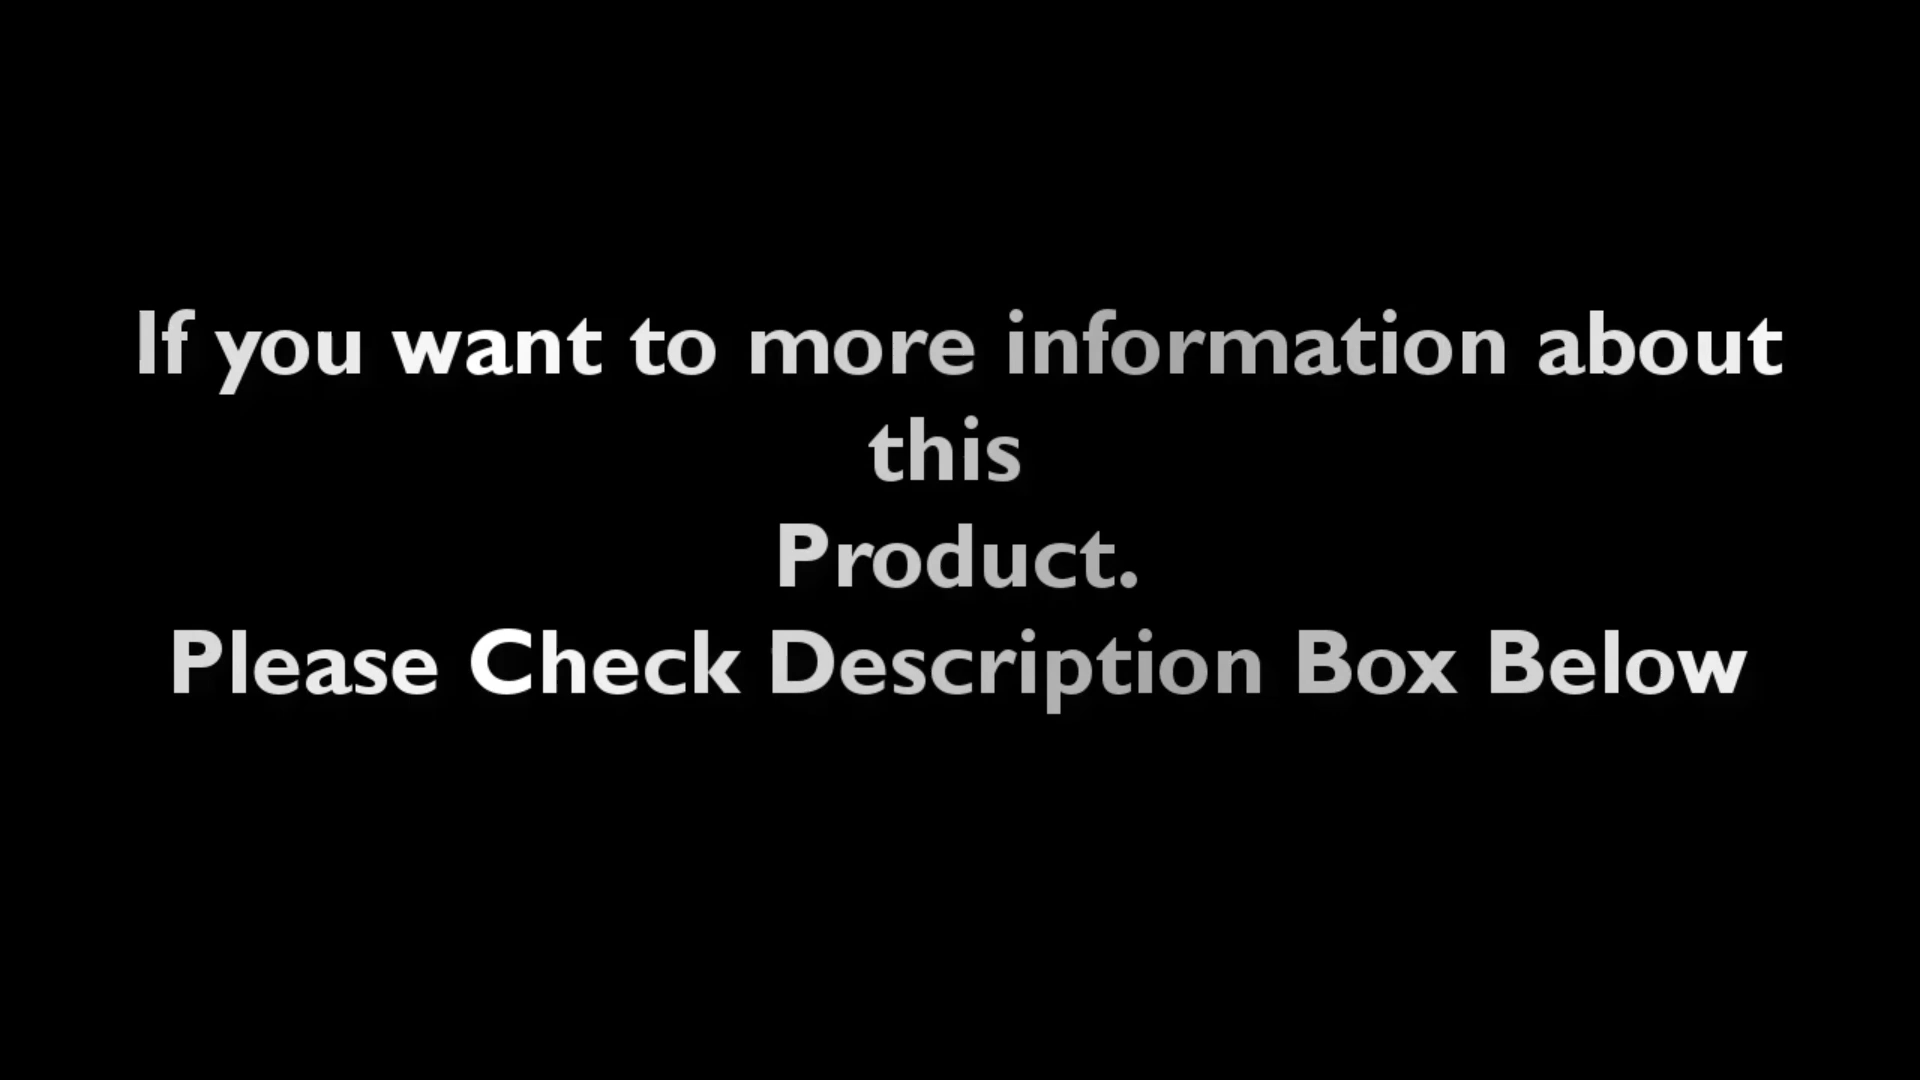 If you want to more information about
this
Product.
Please Check Description Box Below